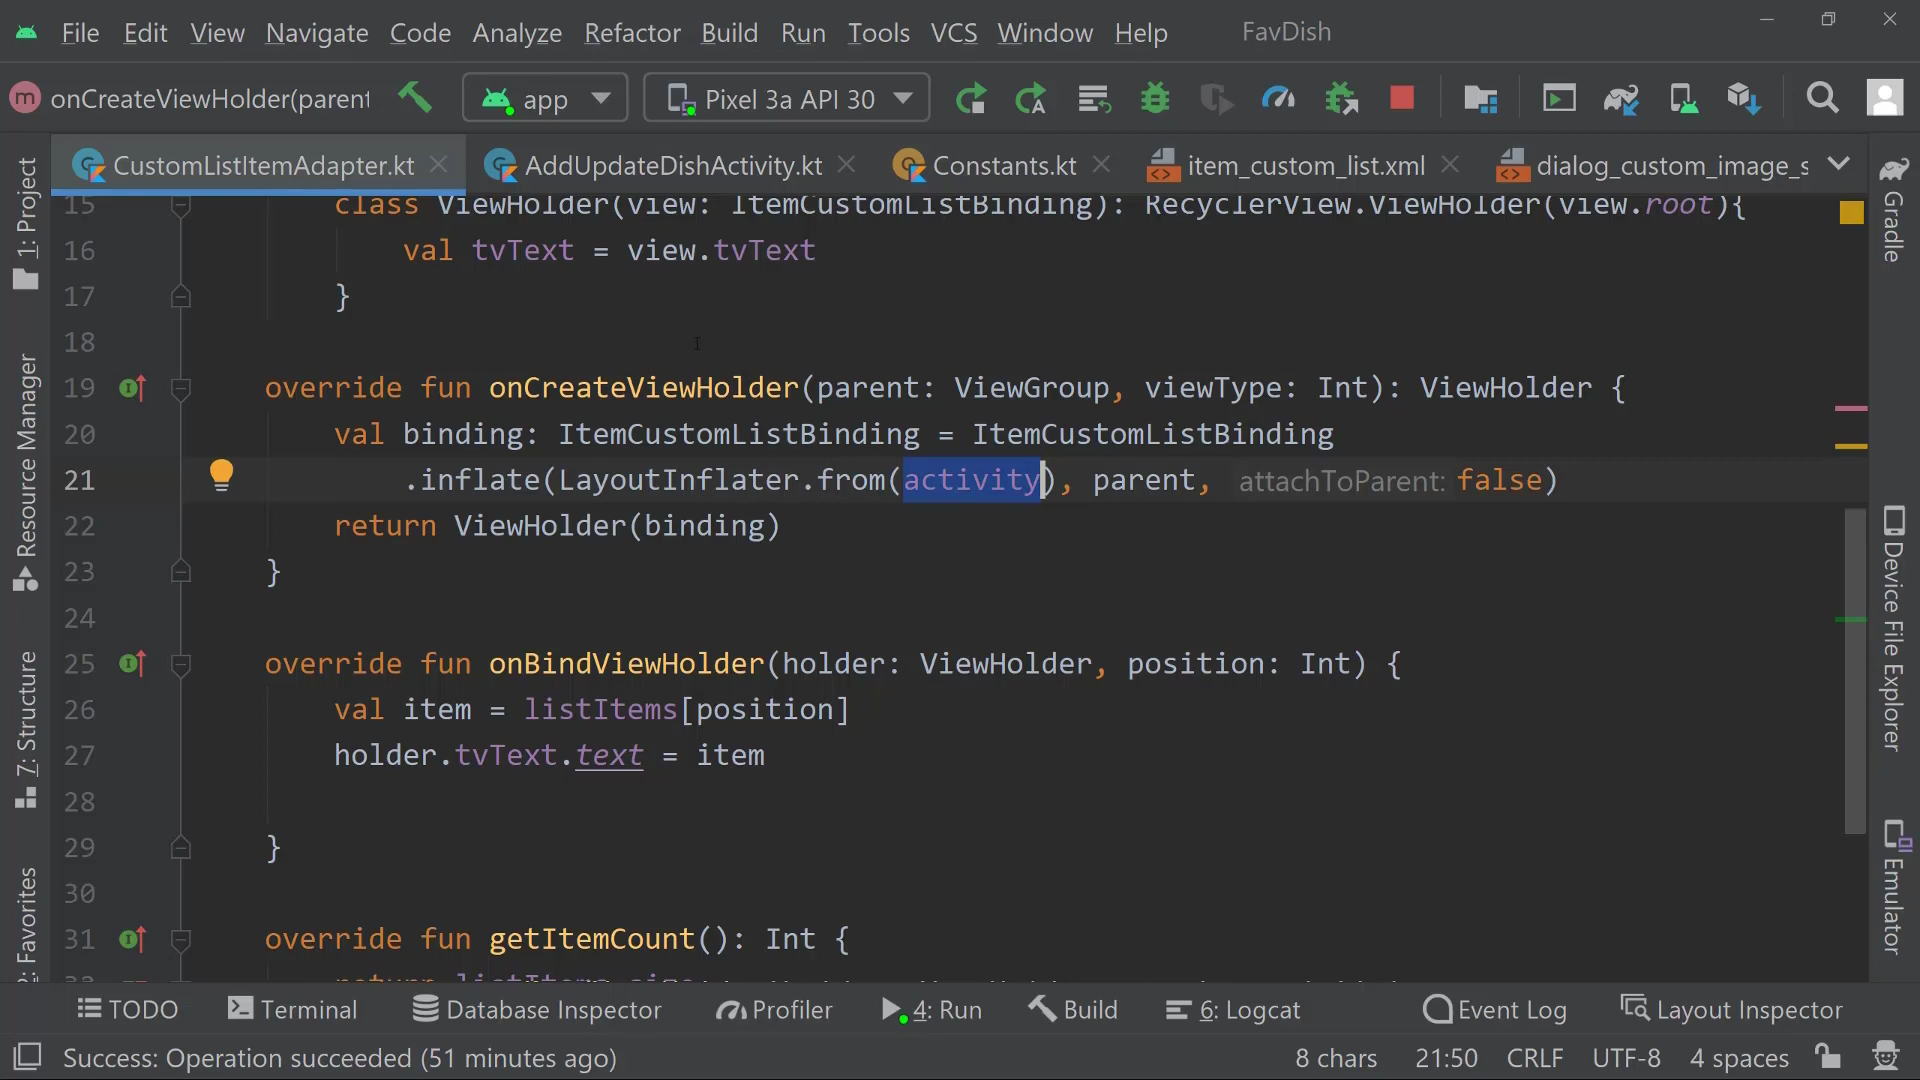 File Edit View Navigate Code Analyze Refactor Build Run Tools VCS Window Help FavDish
m onCreateViewHolder(parent app Pixel 3a API 30
CustomListItemAdapter.kt AddUpdateDishActivity.kt Constants.kt item_custom_list.xml dialog_custom_image_s
15 class ViewHolder(view: ItemCustomListBinding): RecyclerView.ViewHolder(view.root){
16 val tvText = view.tvText
17 }
18
19 override fun onCreateViewHolder(parent: ViewGroup, viewType: Int): ViewHolder {
20 val binding: ItemCustomListBinding = ItemCustomListBinding
21 .inflate(LayoutInflater.from(activity), parent, attachToParent: false)
22 return ViewHolder(binding)
23 }
24
25 override fun onBindViewHolder(holder: ViewHolder, position: Int) {
26 val item = listItems[position]
27 holder.tvText.text = item
28
29 }
30
31 override fun getItemCount(): Int {
return listItems.size
1: Project
Resource Manager
7: Structure
2: Favorites
Gradle
Device File Explorer
Emulator
TODO Terminal Database Inspector Profiler 4: Run Build 6: Logcat Event Log Layout Inspector
Success: Operation succeeded (51 minutes ago) 8 chars 21:50 CRLF UTF-8 4 spaces